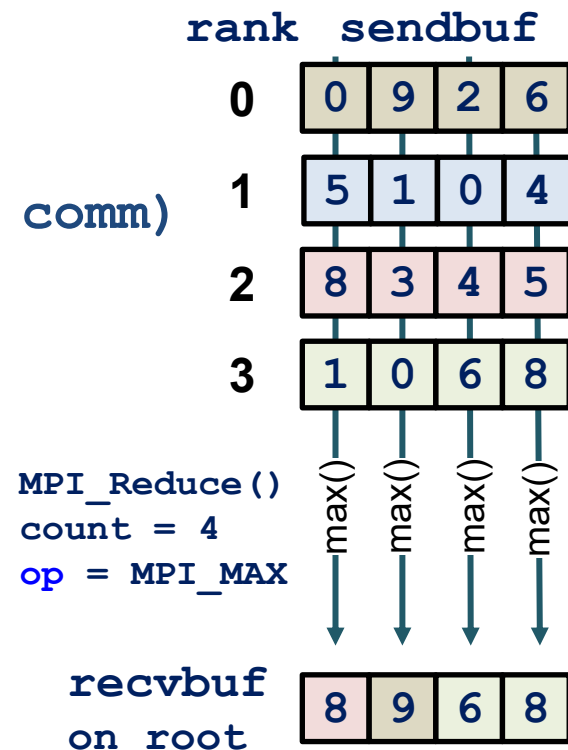 rank sendbuf
0 0 9 2 6
1 5 1 0 4
comm)
2 8 3 4 5
3 1 0 6 8
max() max() max() max()
MPI_Reduce()
count = 4
op = MPI_MAX
recvbuf
8 9 6 8
on root